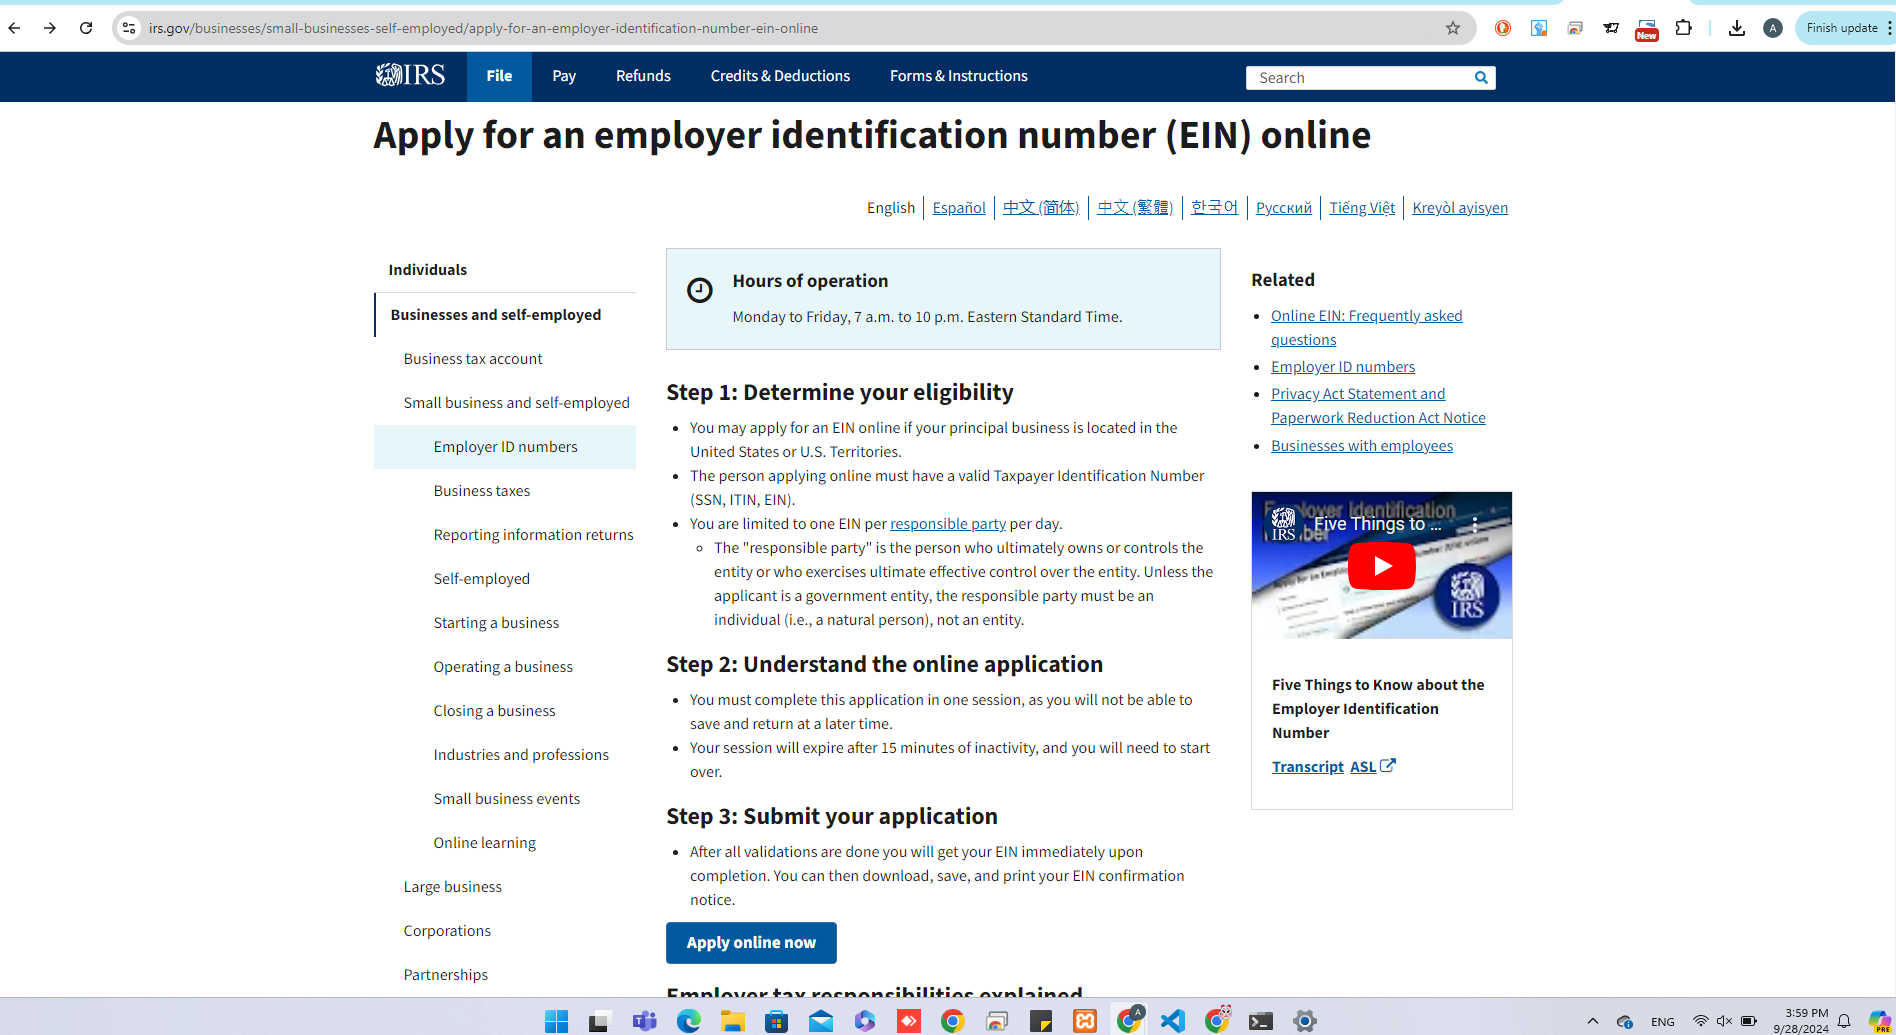 irs.gov/businesses/small-businesses-self-employed/apply-for-an-employer-identification-number-ein-online
New
A
Finish update
IRS
File
Pay
Refunds
Credits & Deductions
Forms & Instructions
Search
Apply for an employer identification number (EIN) online
English
Español
中文 (简体)
中文 (繁體)
한국어
Русский
Tiếng Việt
Kreyòl ayisyen
Individuals
Businesses and self-employed
Business tax account
Small business and self-employed
Employer ID numbers
Business taxes
Reporting information returns
Self-employed
Starting a business
Operating a business
Closing a business
Industries and professions
Small business events
Online learning
Large business
Corporations
Partnerships
Hours of operation
Monday to Friday, 7 a.m. to 10 p.m. Eastern Standard Time.
Step 1: Determine your eligibility
• You may apply for an EIN online if your principal business is located in the
United States or U.S. Territories.
• The person applying online must have a valid Taxpayer Identification Number
(SSN, ITIN, EIN).
• You are limited to one EIN per responsible party per day.
◦ The "responsible party" is the person who ultimately owns or controls the
entity or who exercises ultimate effective control over the entity. Unless the
applicant is a government entity, the responsible party must be an
individual (i.e., a natural person), not an entity.
Step 2: Understand the online application
• You must complete this application in one session, as you will not be able to
save and return at a later time.
• Your session will expire after 15 minutes of inactivity, and you will need to start
over.
Step 3: Submit your application
• After all validations are done you will get your EIN immediately upon
completion. You can then download, save, and print your EIN confirmation
notice.
Apply online now
Employer tax responsibilities explained
Related
• Online EIN: Frequently asked
questions
• Employer ID numbers
• Privacy Act Statement and
Paperwork Reduction Act Notice
• Businesses with employees
Employer Identification
IRS
Five Things to ...
IRS
Five Things to Know about the
Employer Identification
Number
Transcript
ASL
A
ENG
3:59 PM
9/28/2024
PRE